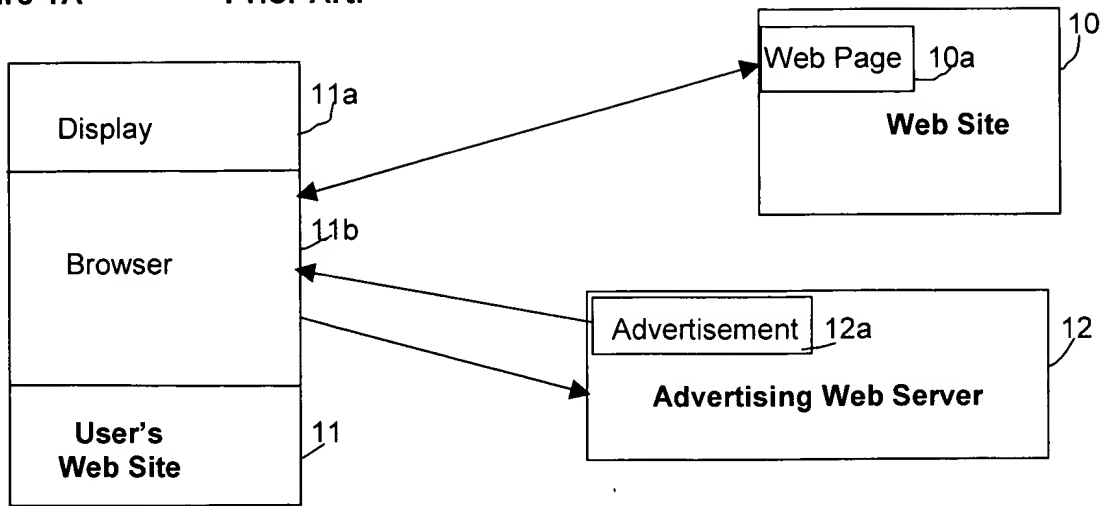 Prior Art
10
Web Page
10a
Web Site
11a
Display
11b
Browser
Advertisement
12a
12
Advertising Web Server
User's
Web Site
11